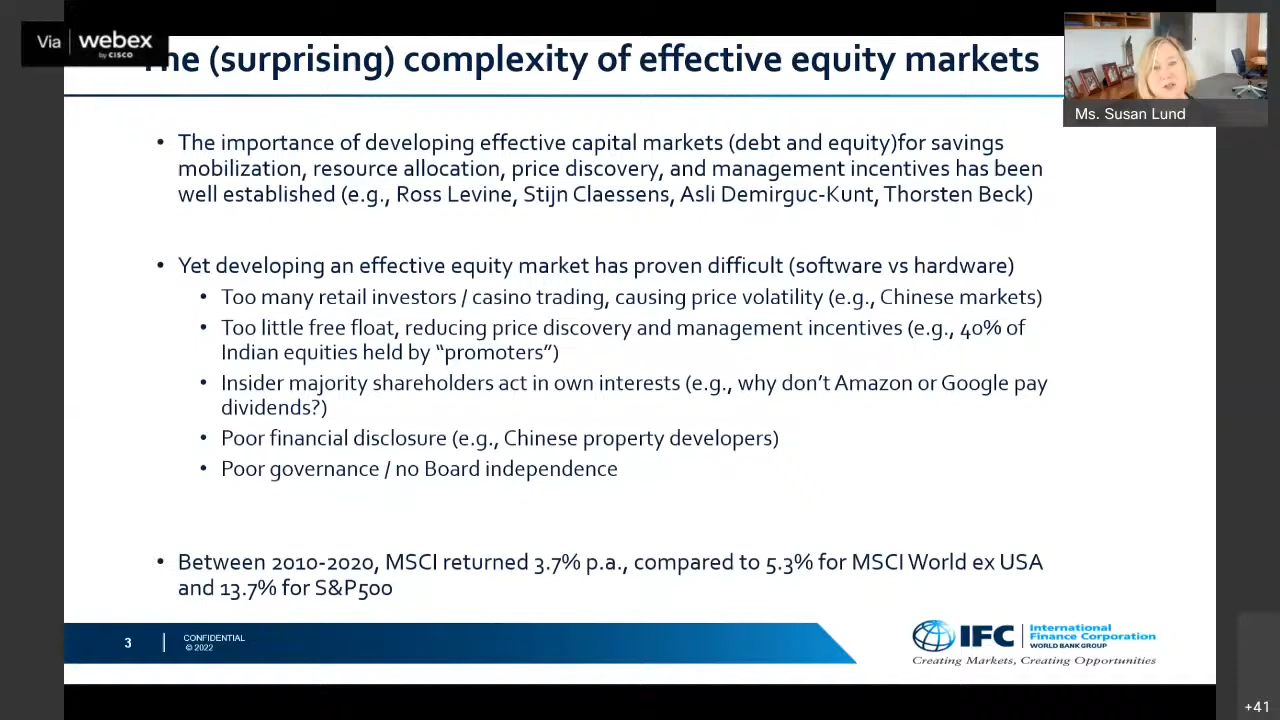 Via webex
by CISCO
The (surprising) complexity of effective equity markets
Ms. Susan Lund
• The importance of developing effective capital markets (debt and equity)for savings
mobilization, resource allocation, price discovery, and management incentives has been
well established (e.g., Ross Levine, Stijn Claessens, Asli Demirguc-Kunt, Thorsten Beck)
• Yet developing an effective equity market has proven difficult (software vs hardware)
• Too many retail investors / casino trading, causing price volatility (e.g., Chinese markets)
• Too little free float, reducing price discovery and management incentives (e.g., 40% of
Indian equities held by “promoters”)
• Insider majority shareholders act in own interests (e.g., why don’t Amazon or Google pay
dividends?)
• Poor financial disclosure (e.g., Chinese property developers)
• Poor governance / no Board independence
• Between 2010-2020, MSCI returned 3.7% p.a., compared to 5.3% for MSCI World ex USA
and 13.7% for S&P500
3
CONFIDENTIAL
© 2022
IFC
International
Finance Corporation
WORLD BANK GROUP
Creating Markets, Creating Opportunities
+41